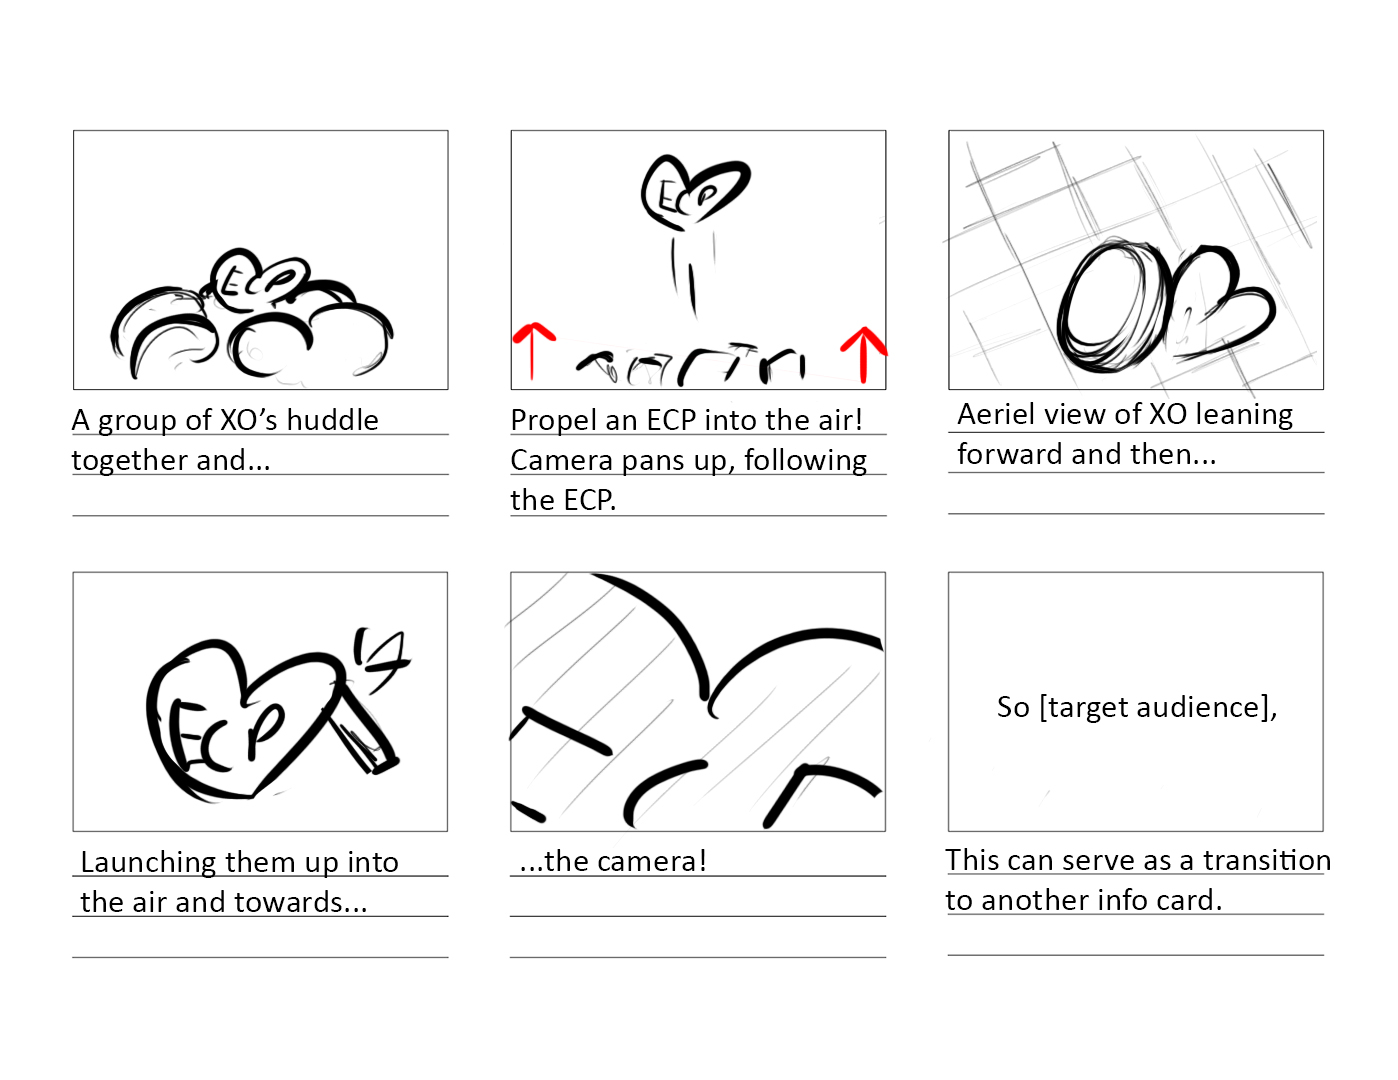 ECP
A group of XO’s huddle
together and...
ECP
Propel an ECP into the air!
Camera pans up, following
the ECP.
Aeriel view of XO leaning
forward and then...
ECP
Launching them up into
the air and towards...
...the camera!
So [target audience],
This can serve as a transition
to another info card.